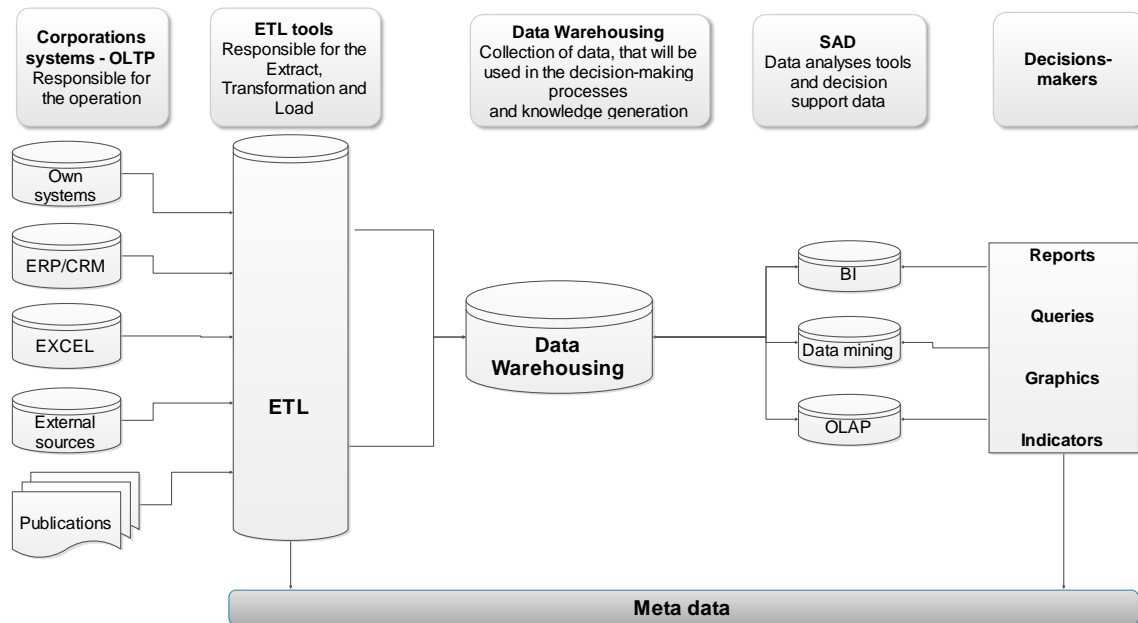 Corporations
systems - OLTP
Responsible for
the operation
ETL tools
Responsible for the
Extract,
Transformation and
Load
Data Warehousing
Collection of data, that will be
used in the decision-making
processes
and knowledge generation
SAD
Data analyses tools
and decision
support data
Decisions-
makers
Own
systems
ERP/CRM
EXCEL
External
sources
Publications
ETL
Data
Warehousing
BI
Data mining
OLAP
Reports
Queries
Graphics
Indicators
Meta data